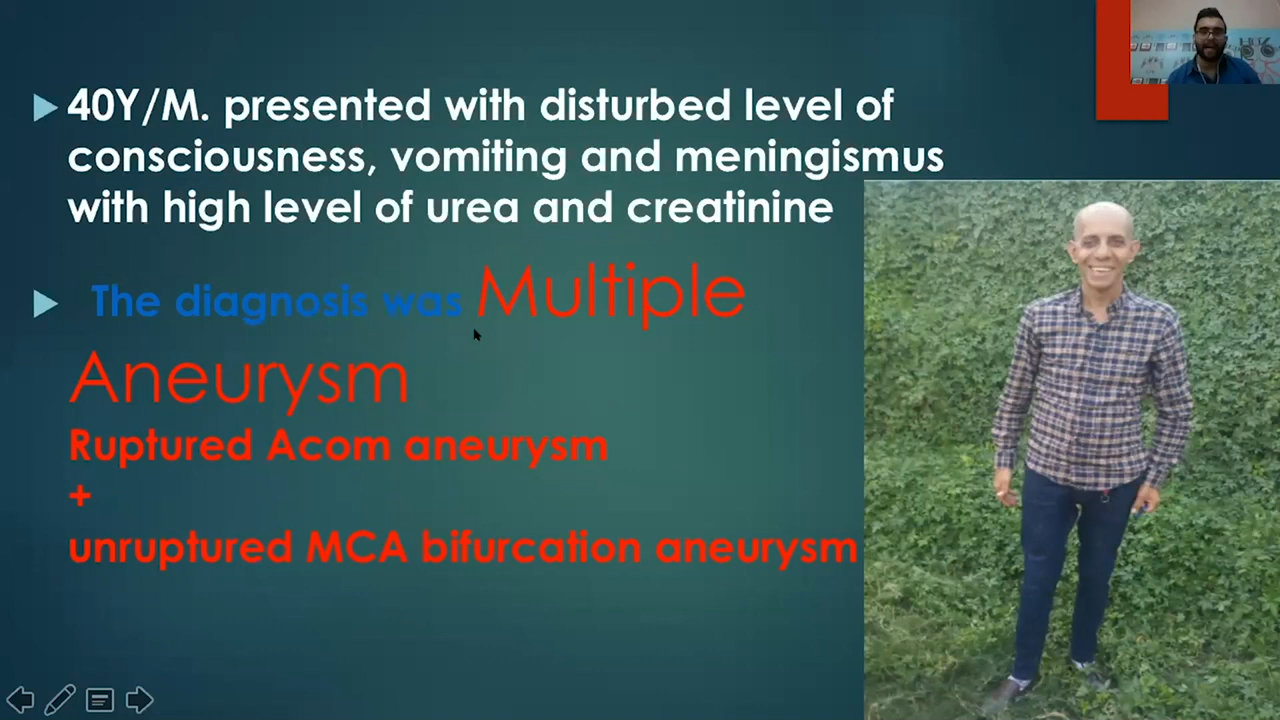 40Y/M. presented with disturbed level of
consciousness, vomiting and meningismus
with high level of urea and creatinine
The diagnosis was Multiple
Aneurysm
Ruptured Acom aneurysm
+
unruptured MCA bifurcation aneurysm